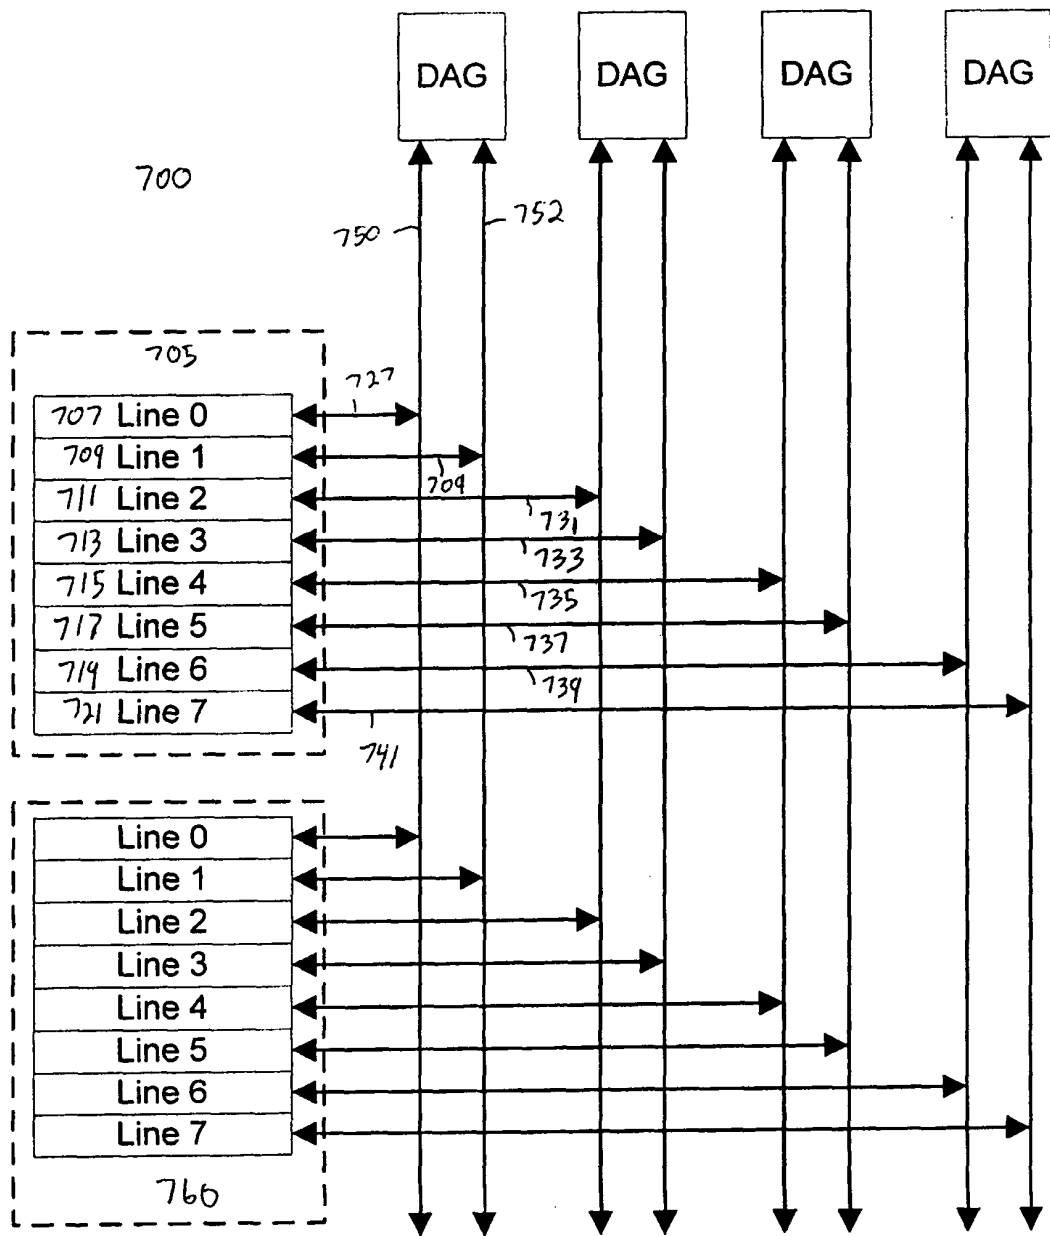 DAG DAG DAG DAG
700
750 752
705
727
707 Line 0
709 Line 1
709
711 Line 2
731
713 Line 3
733
715 Line 4
735
717 Line 5
737
719 Line 6
739
721 Line 7
741
Line 0
Line 1
Line 2
Line 3
Line 4
Line 5
Line 6
Line 7
760